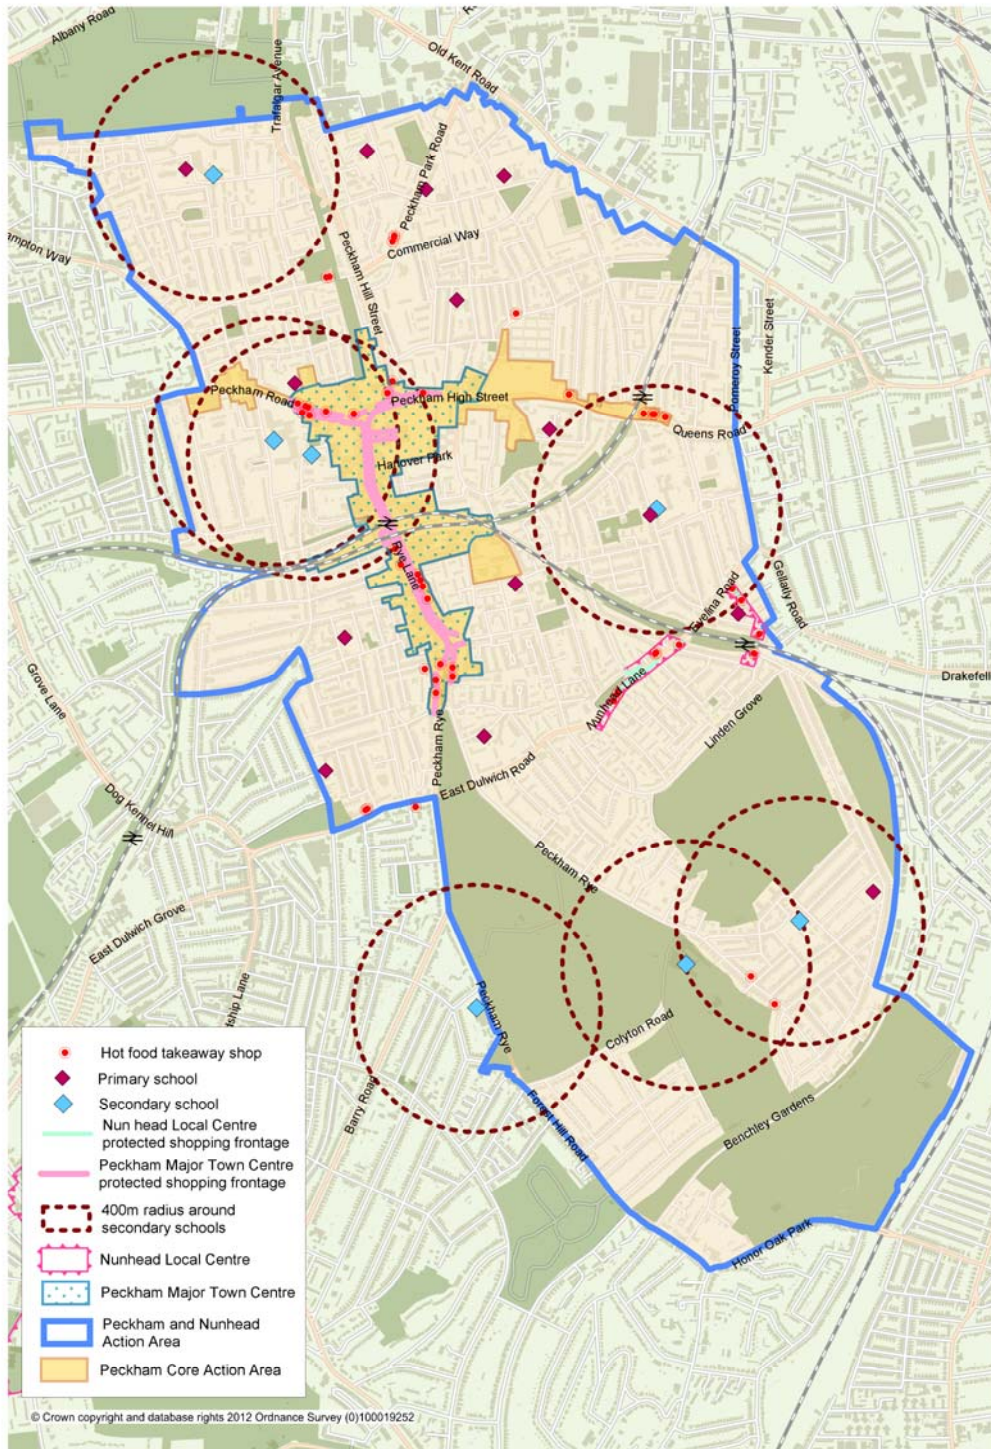 Albany Road
Trafalgar Avenue
Old Kent Road
Peckham Park Road
Commercial Way
ampton Way
Peckham Hill Street
Kender Street
Pomeroy Street
Peckham Road
Peckham High Street
Queens Road
Hanover Park
Rye Lane
Evelina Road
Gellatly Road
Drakefell
Nunhead Lane
Linden Grove
Grove Lane
Peckham Rye
East Dulwich Road
Dog Kennel Hill
Peckham Rye
East Dulwich Grove
dship Lane
Peckham Rye
Colyton Road
Barry Road
Forest Hill Road
Benchley Gardens
Honor Oak Park
Hot food takeaway shop
Primary school
Secondary school
Nun head Local Centre
protected shopping frontage
Peckham Major Town Centre
protected shopping frontage
400m radius around
secondary schools
Nunhead Local Centre
Peckham Major Town Centre
Peckham and Nunhead
Action Area
Peckham Core Action Area
© Crown copyright and database rights 2012 Ordnance Survey (0)100019252